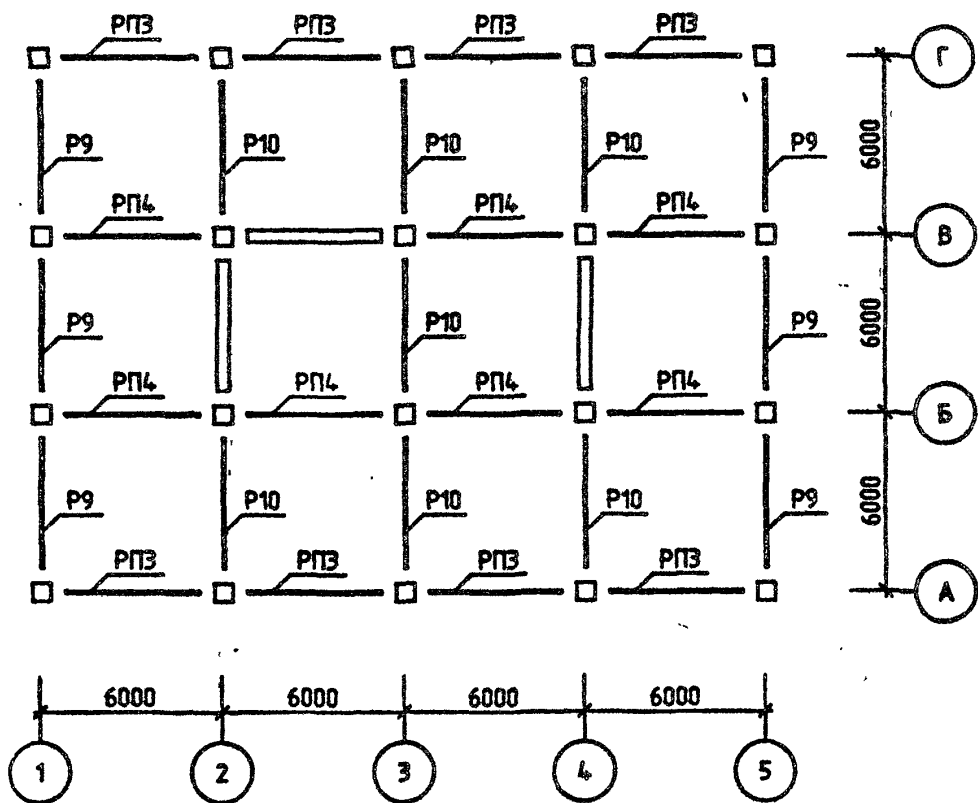 РП3 РП3 РП3 РП3
Г
Р9 Р10 Р10 Р10 Р9
6000
РП4 РП4 РП4
В
Р9 Р10 Р9
6000
РП4 РП4 РП4 РП4
Б
Р9 Р10 Р10 Р10 Р9
6000
РП3 РП3 РП3 РП3
А
6000 6000 6000 6000
1 2 3 4 5